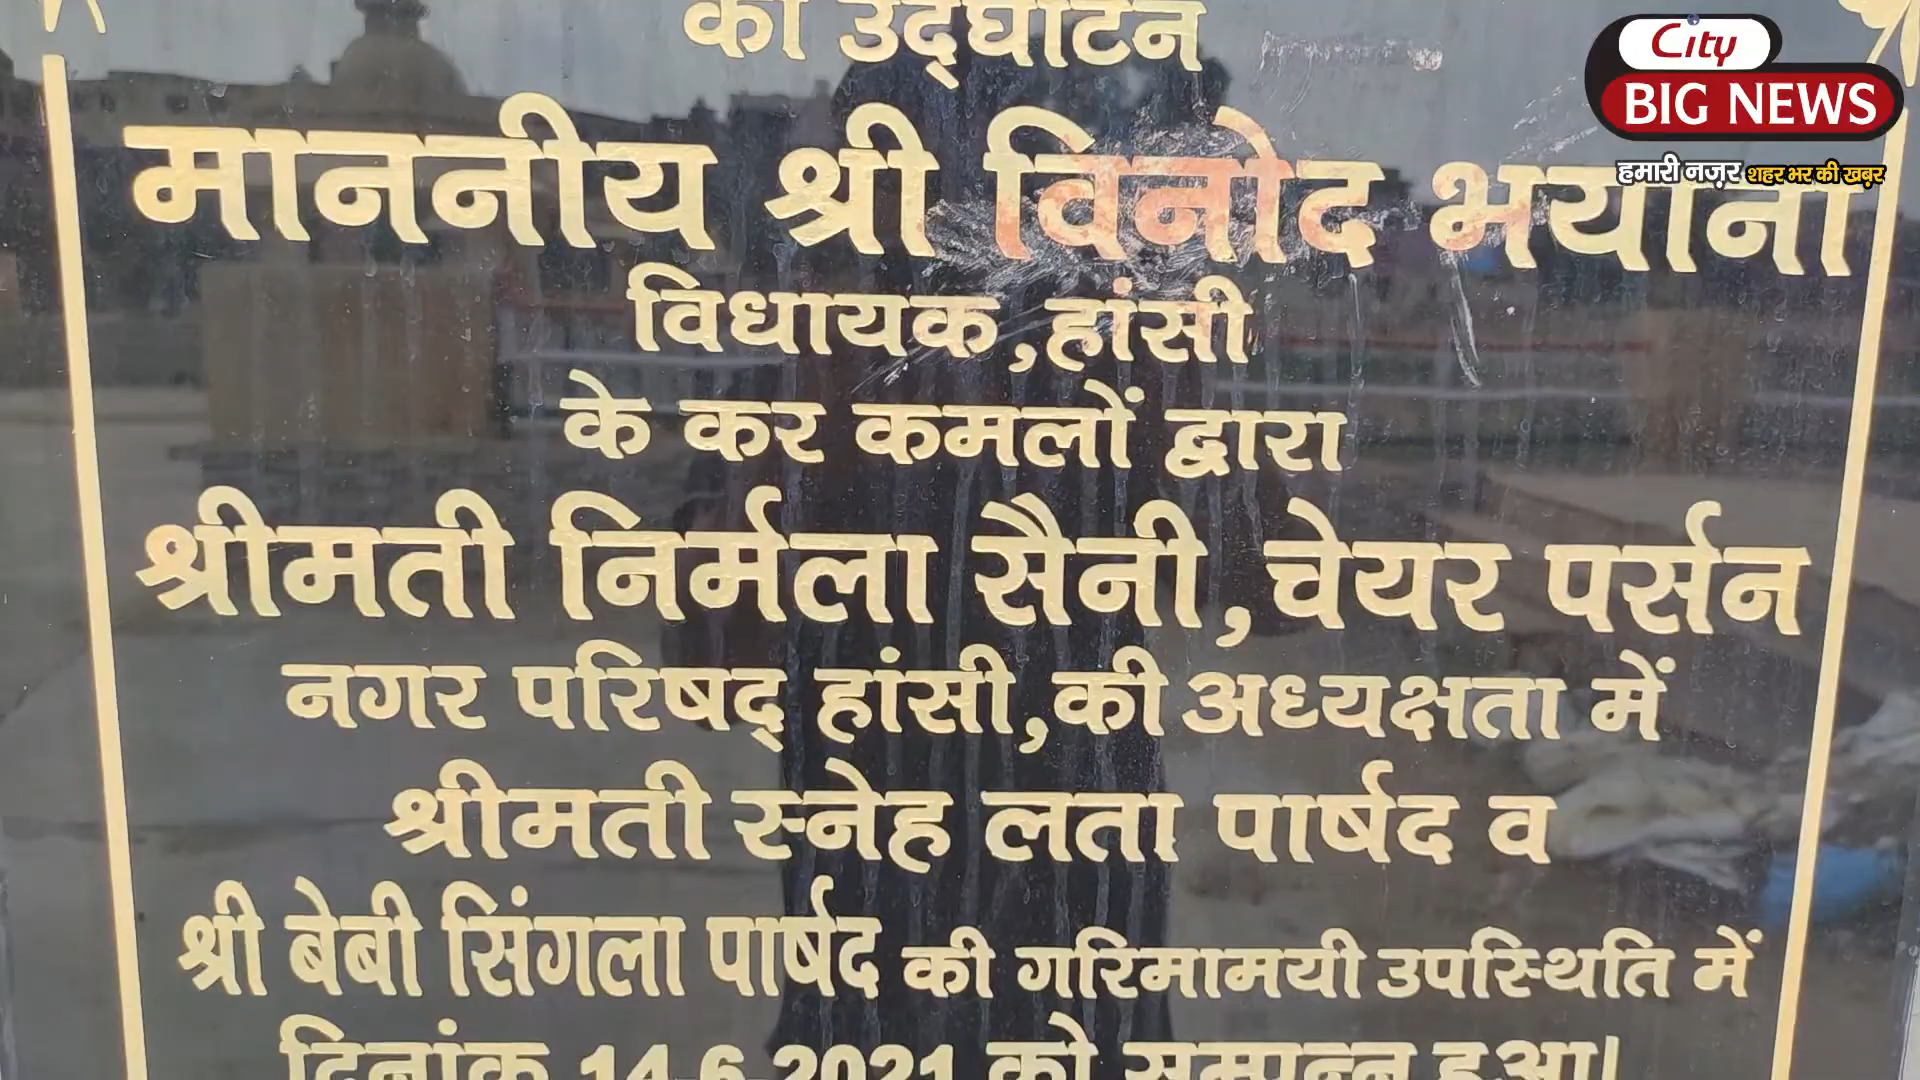 का उद्घाटन
माननीय श्री विनोद भयाना
विधायक,हांसी
के कर कमलों द्वारा
श्रीमती निर्मला सैनी,चेयर पर्सन
नगर परिषद् हांसी,की अध्यक्षता में
श्रीमती स्नेह लता पार्षद व
श्री बेबी सिंगला पार्षद की गरिमामयी उपस्थिति में
दिनांक 14-6-2021 को सम्पन्न हुआ।
City
BIG NEWS
हमारी नज़र शहर भर की खब़र